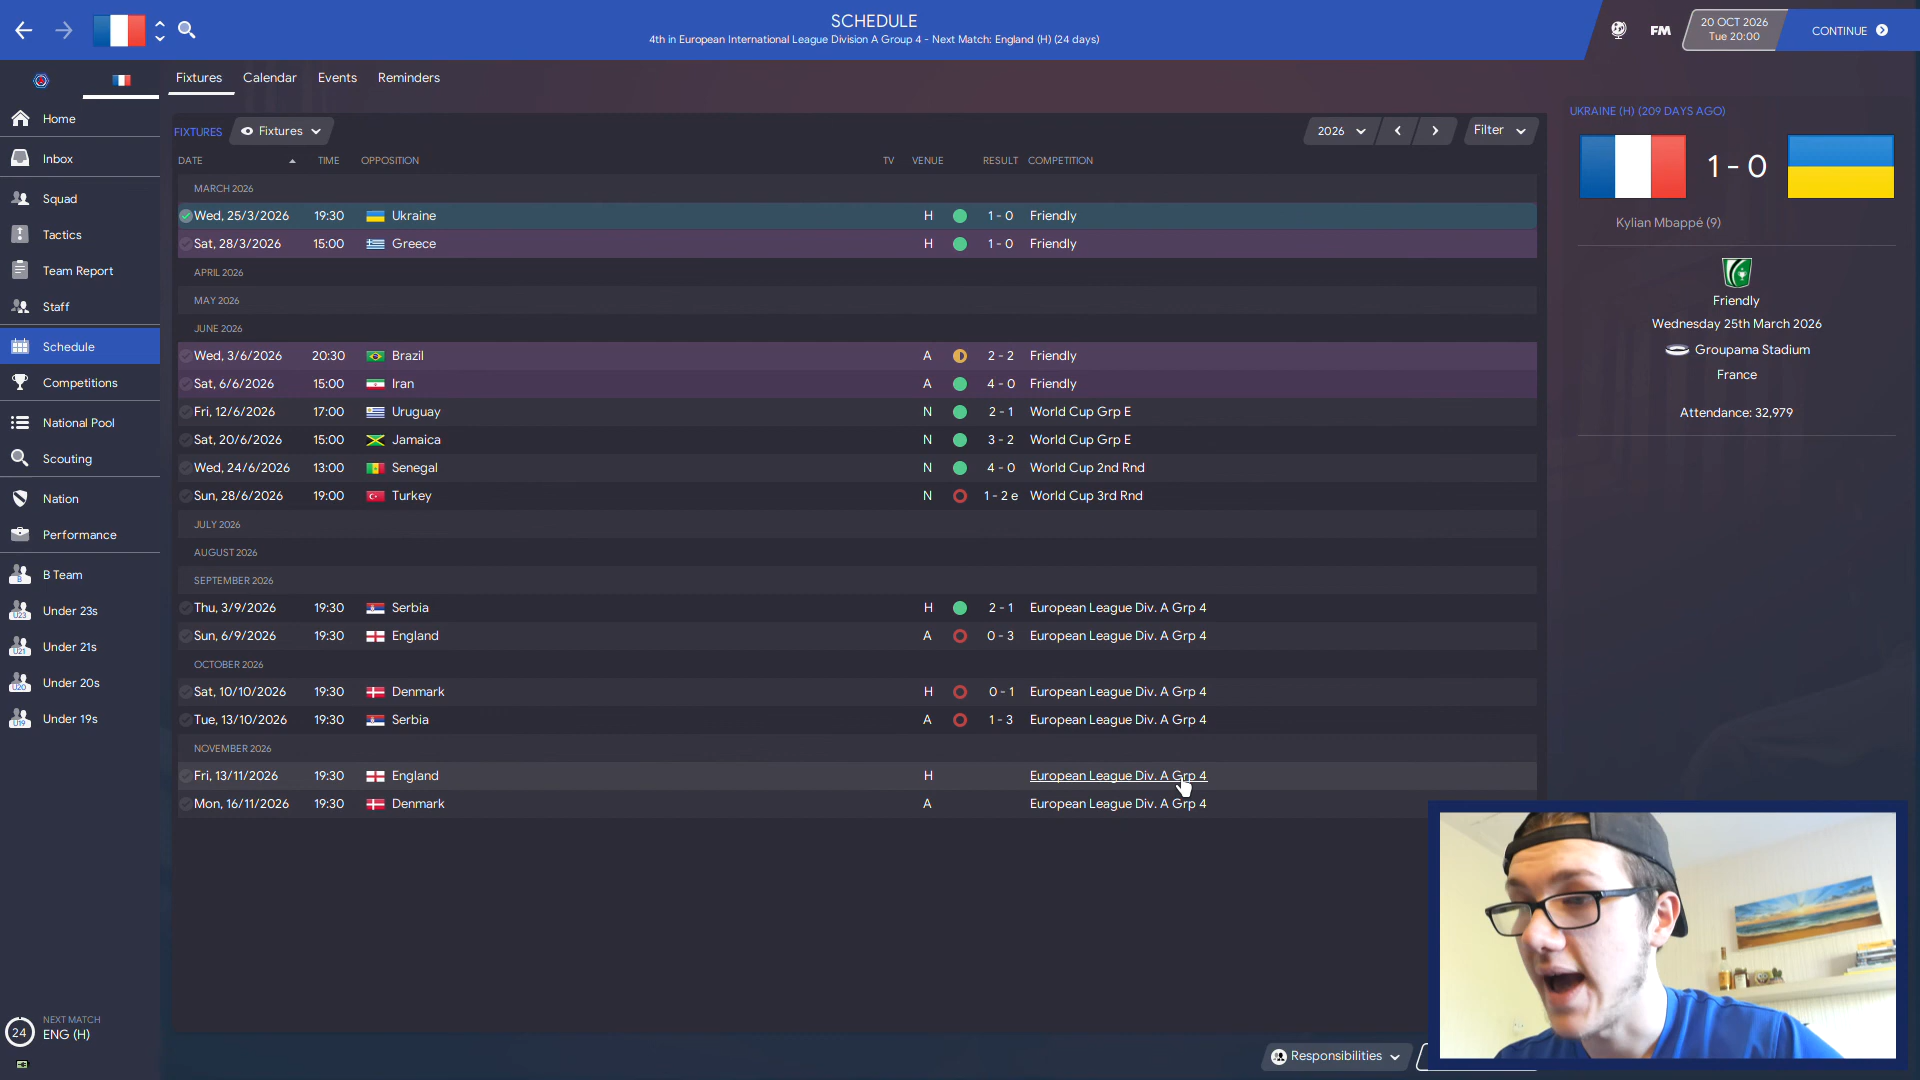 SCHEDULE
4th in European International League Division A Group 4 - Next Match: England (H) (24 days)
FM
20 OCT 2026
Tue 20:00
CONTINUE
Fixtures Calendar Events Reminders
Home
Inbox
Squad
Tactics
Team Report
Staff
Schedule
Competitions
National Pool
Scouting
Nation
Performance
B Team
Under 23s
Under 21s
Under 20s
Under 19s
NEXT MATCH
24 ENG (H)
FIXTURES Fixtures 2026 Filter
DATE TIME OPPOSITION TV VENUE RESULT COMPETITION
MARCH 2026
Wed, 25/3/2026 19:30 Ukraine H 1 - 0 Friendly
Sat, 28/3/2026 15:00 Greece H 1 - 0 Friendly
APRIL 2026
MAY 2026
JUNE 2026
Wed, 3/6/2026 20:30 Brazil A 2 - 2 Friendly
Sat, 6/6/2026 15:00 Iran A 4 - 0 Friendly
Fri, 12/6/2026 17:00 Uruguay N 2 - 1 World Cup Grp E
Sat, 20/6/2026 15:00 Jamaica N 3 - 2 World Cup Grp E
Wed, 24/6/2026 13:00 Senegal N 4 - 0 World Cup 2nd Rnd
Sun, 28/6/2026 19:00 Turkey N 1 - 2 e World Cup 3rd Rnd
JULY 2026
AUGUST 2026
SEPTEMBER 2026
Thu, 3/9/2026 19:30 Serbia H 2 - 1 European League Div. A Grp 4
Sun, 6/9/2026 19:30 England A 0 - 3 European League Div. A Grp 4
OCTOBER 2026
Sat, 10/10/2026 19:30 Denmark H 0 - 1 European League Div. A Grp 4
Tue, 13/10/2026 19:30 Serbia A 1 - 3 European League Div. A Grp 4
NOVEMBER 2026
Fri, 13/11/2026 19:30 England H European League Div. A Grp 4
Mon, 16/11/2026 19:30 Denmark A European League Div. A Grp 4
Responsibilities
UKRAINE (H) (209 DAYS AGO)
1 - 0
Kylian Mbappé (9)
Friendly
Wednesday 25th March 2026
Groupama Stadium
France
Attendance: 32,979